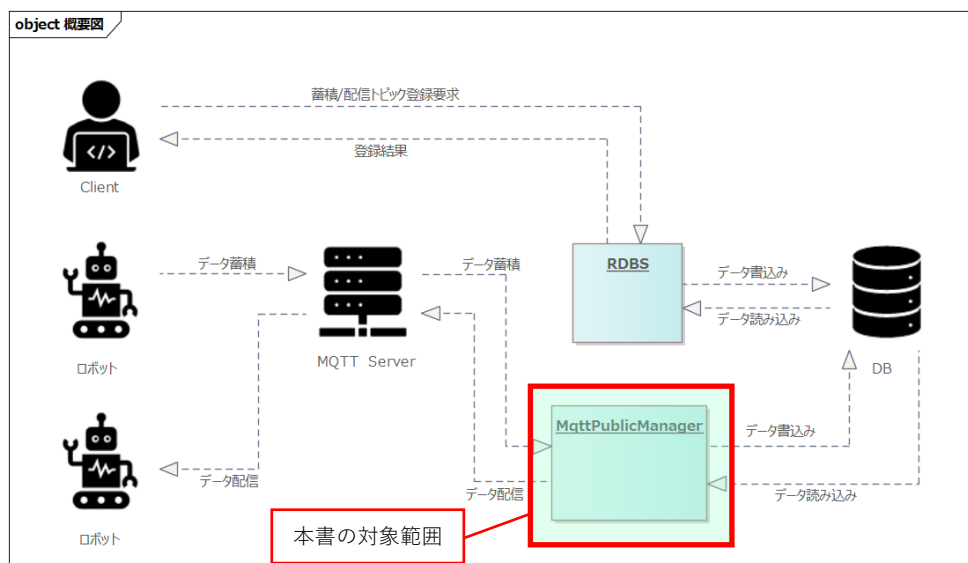 object 概要図
蓄積/配信トピック登録要求
登録結果
Client
データ蓄積
データ蓄積
RDBS
データ書込み
データ読み込み
ロボット
MQTT Server
DB
MqttPublicManager
データ書込み
データ配信
データ配信
データ読み込み
本書の対象範囲
ロボット